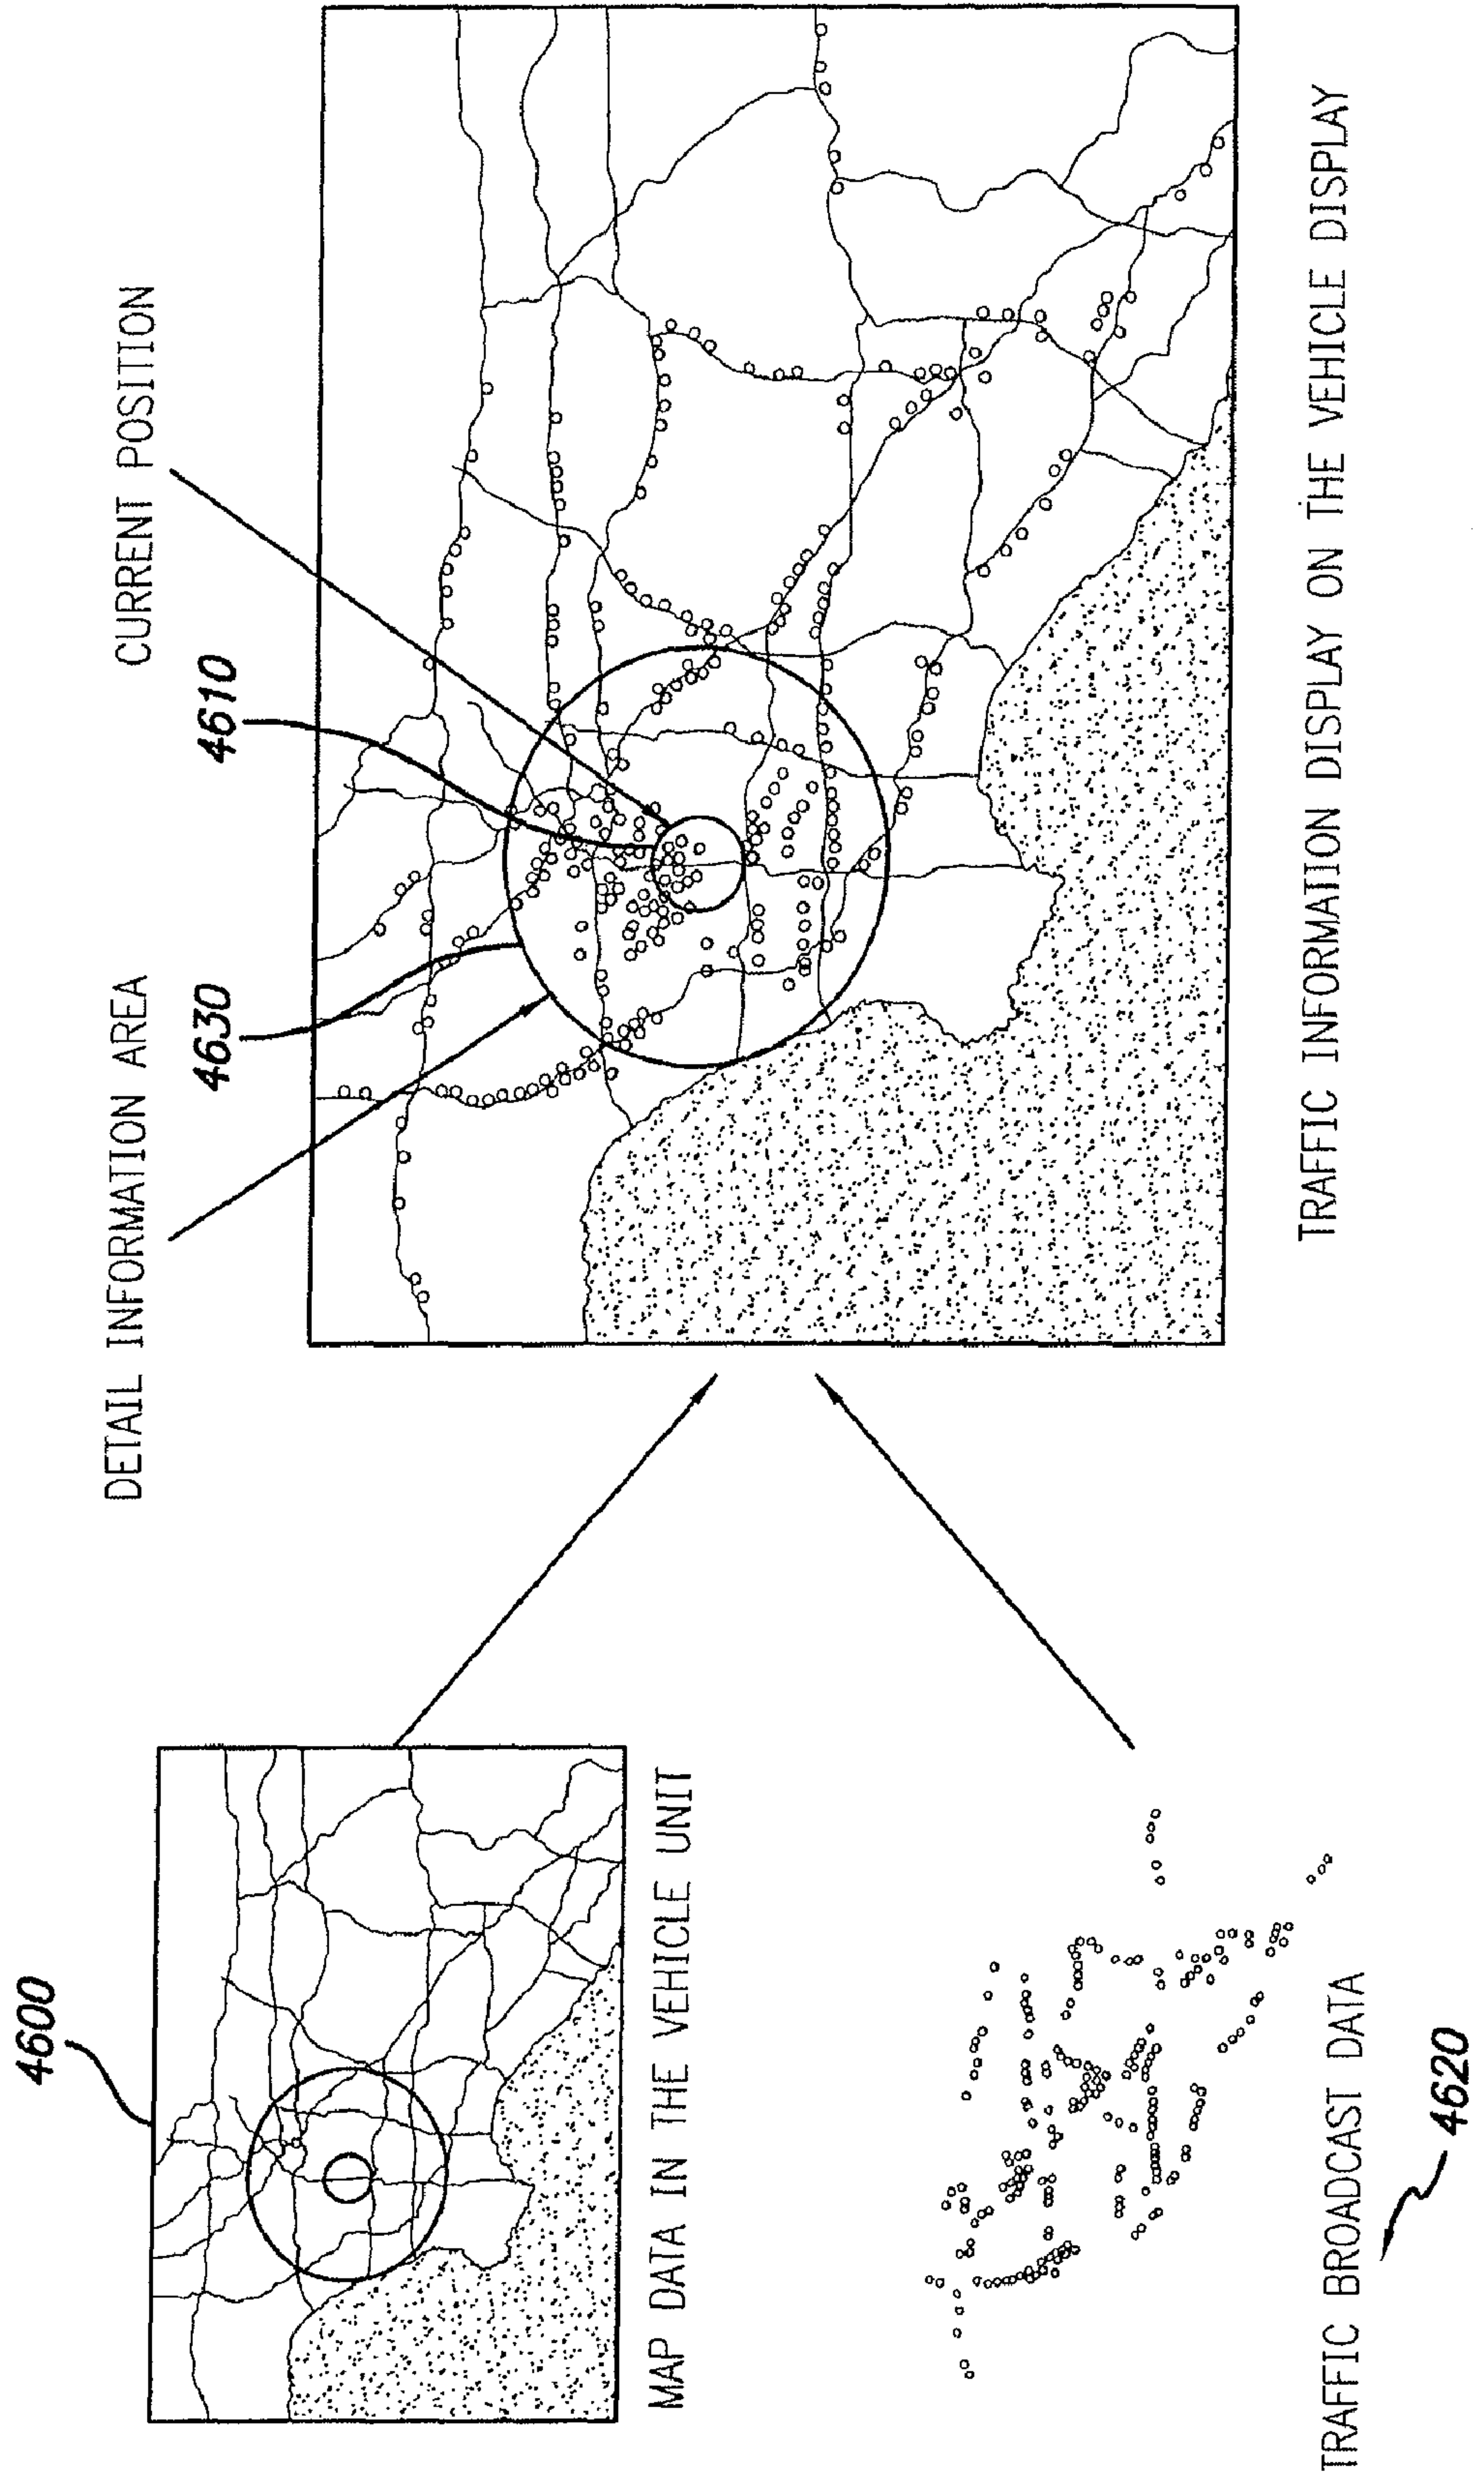 4600
MAP DATA IN THE VEHICLE UNIT
TRAFFIC BROADCAST DATA
4620
DETAIL INFORMATION AREA
4630
4610
CURRENT POSITION
TRAFFIC INFORMATION DISPLAY ON THE VEHICLE DISPLAY